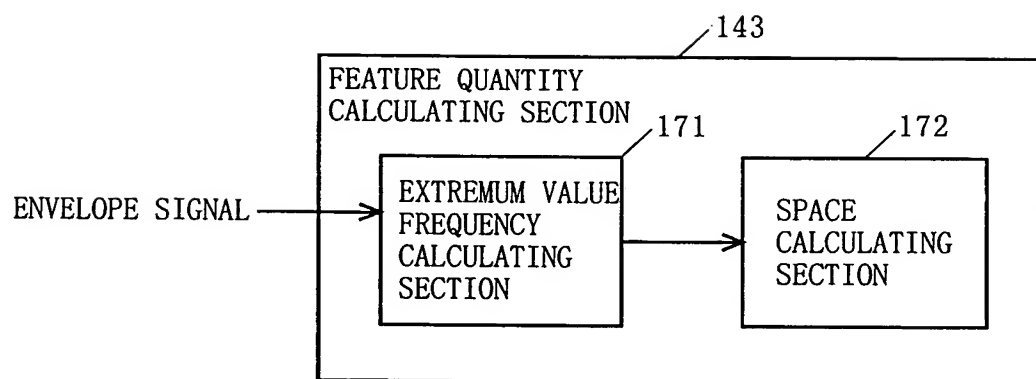 143
FEATURE QUANTITY
CALCULATING SECTION
171
172
ENVELOPE SIGNAL
EXTREMUM VALUE
FREQUENCY
CALCULATING
SECTION
SPACE
CALCULATING
SECTION